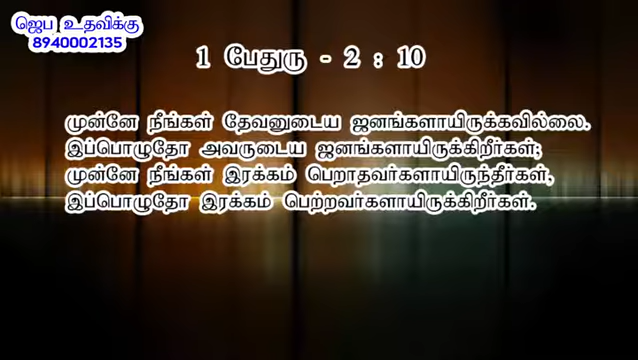 ஜெப உதவிக்கு
8940002135
1 பேதுரு - 2 : 10
முன்னே நீங்கள் தேவனுடைய ஜனங்களாயிருக்கவில்லை.
இப்பொழுதோ அவருடைய ஜனங்களாயிருக்கிறீர்கள்;
முன்னே நீங்கள் இரக்கம் பெறாதவர்களாயிருந்தீர்கள்,
இப்பொழுதோ இரக்கம் பெற்றவர்களாயிருக்கிறீர்கள்.